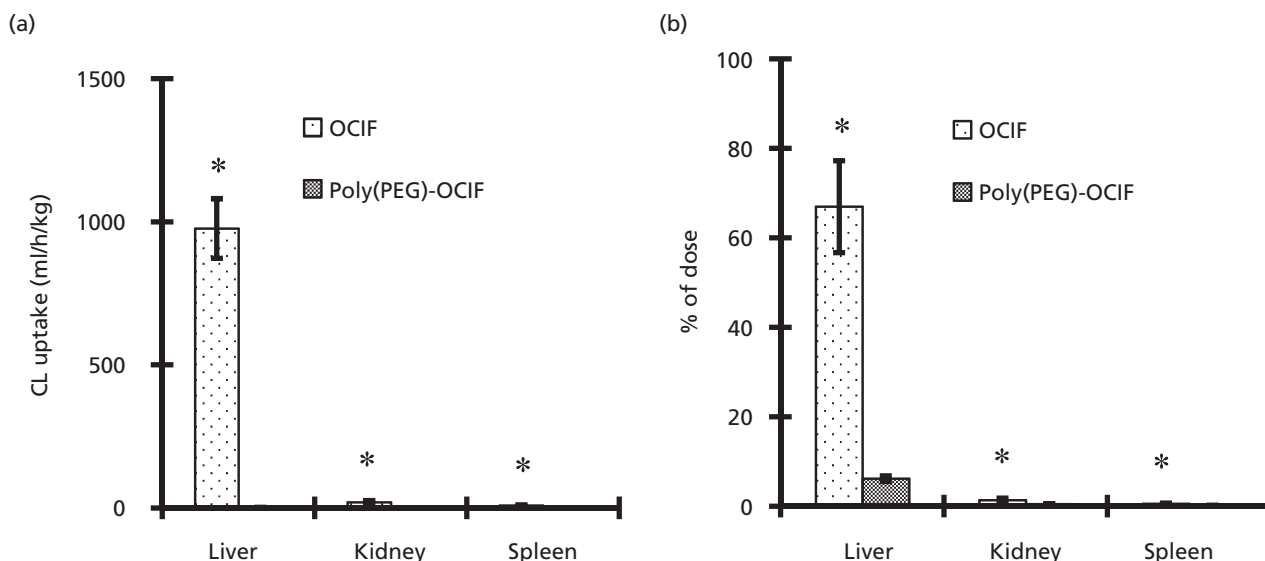 (a)
CL uptake (ml/h/kg)
1500
1000
500
0
*
*
*
OCIF
Poly(PEG)-OCIF
Liver Kidney Spleen
(b)
% of dose
100
80
60
40
20
0
*
*
*
OCIF
Poly(PEG)-OCIF
Liver Kidney Spleen